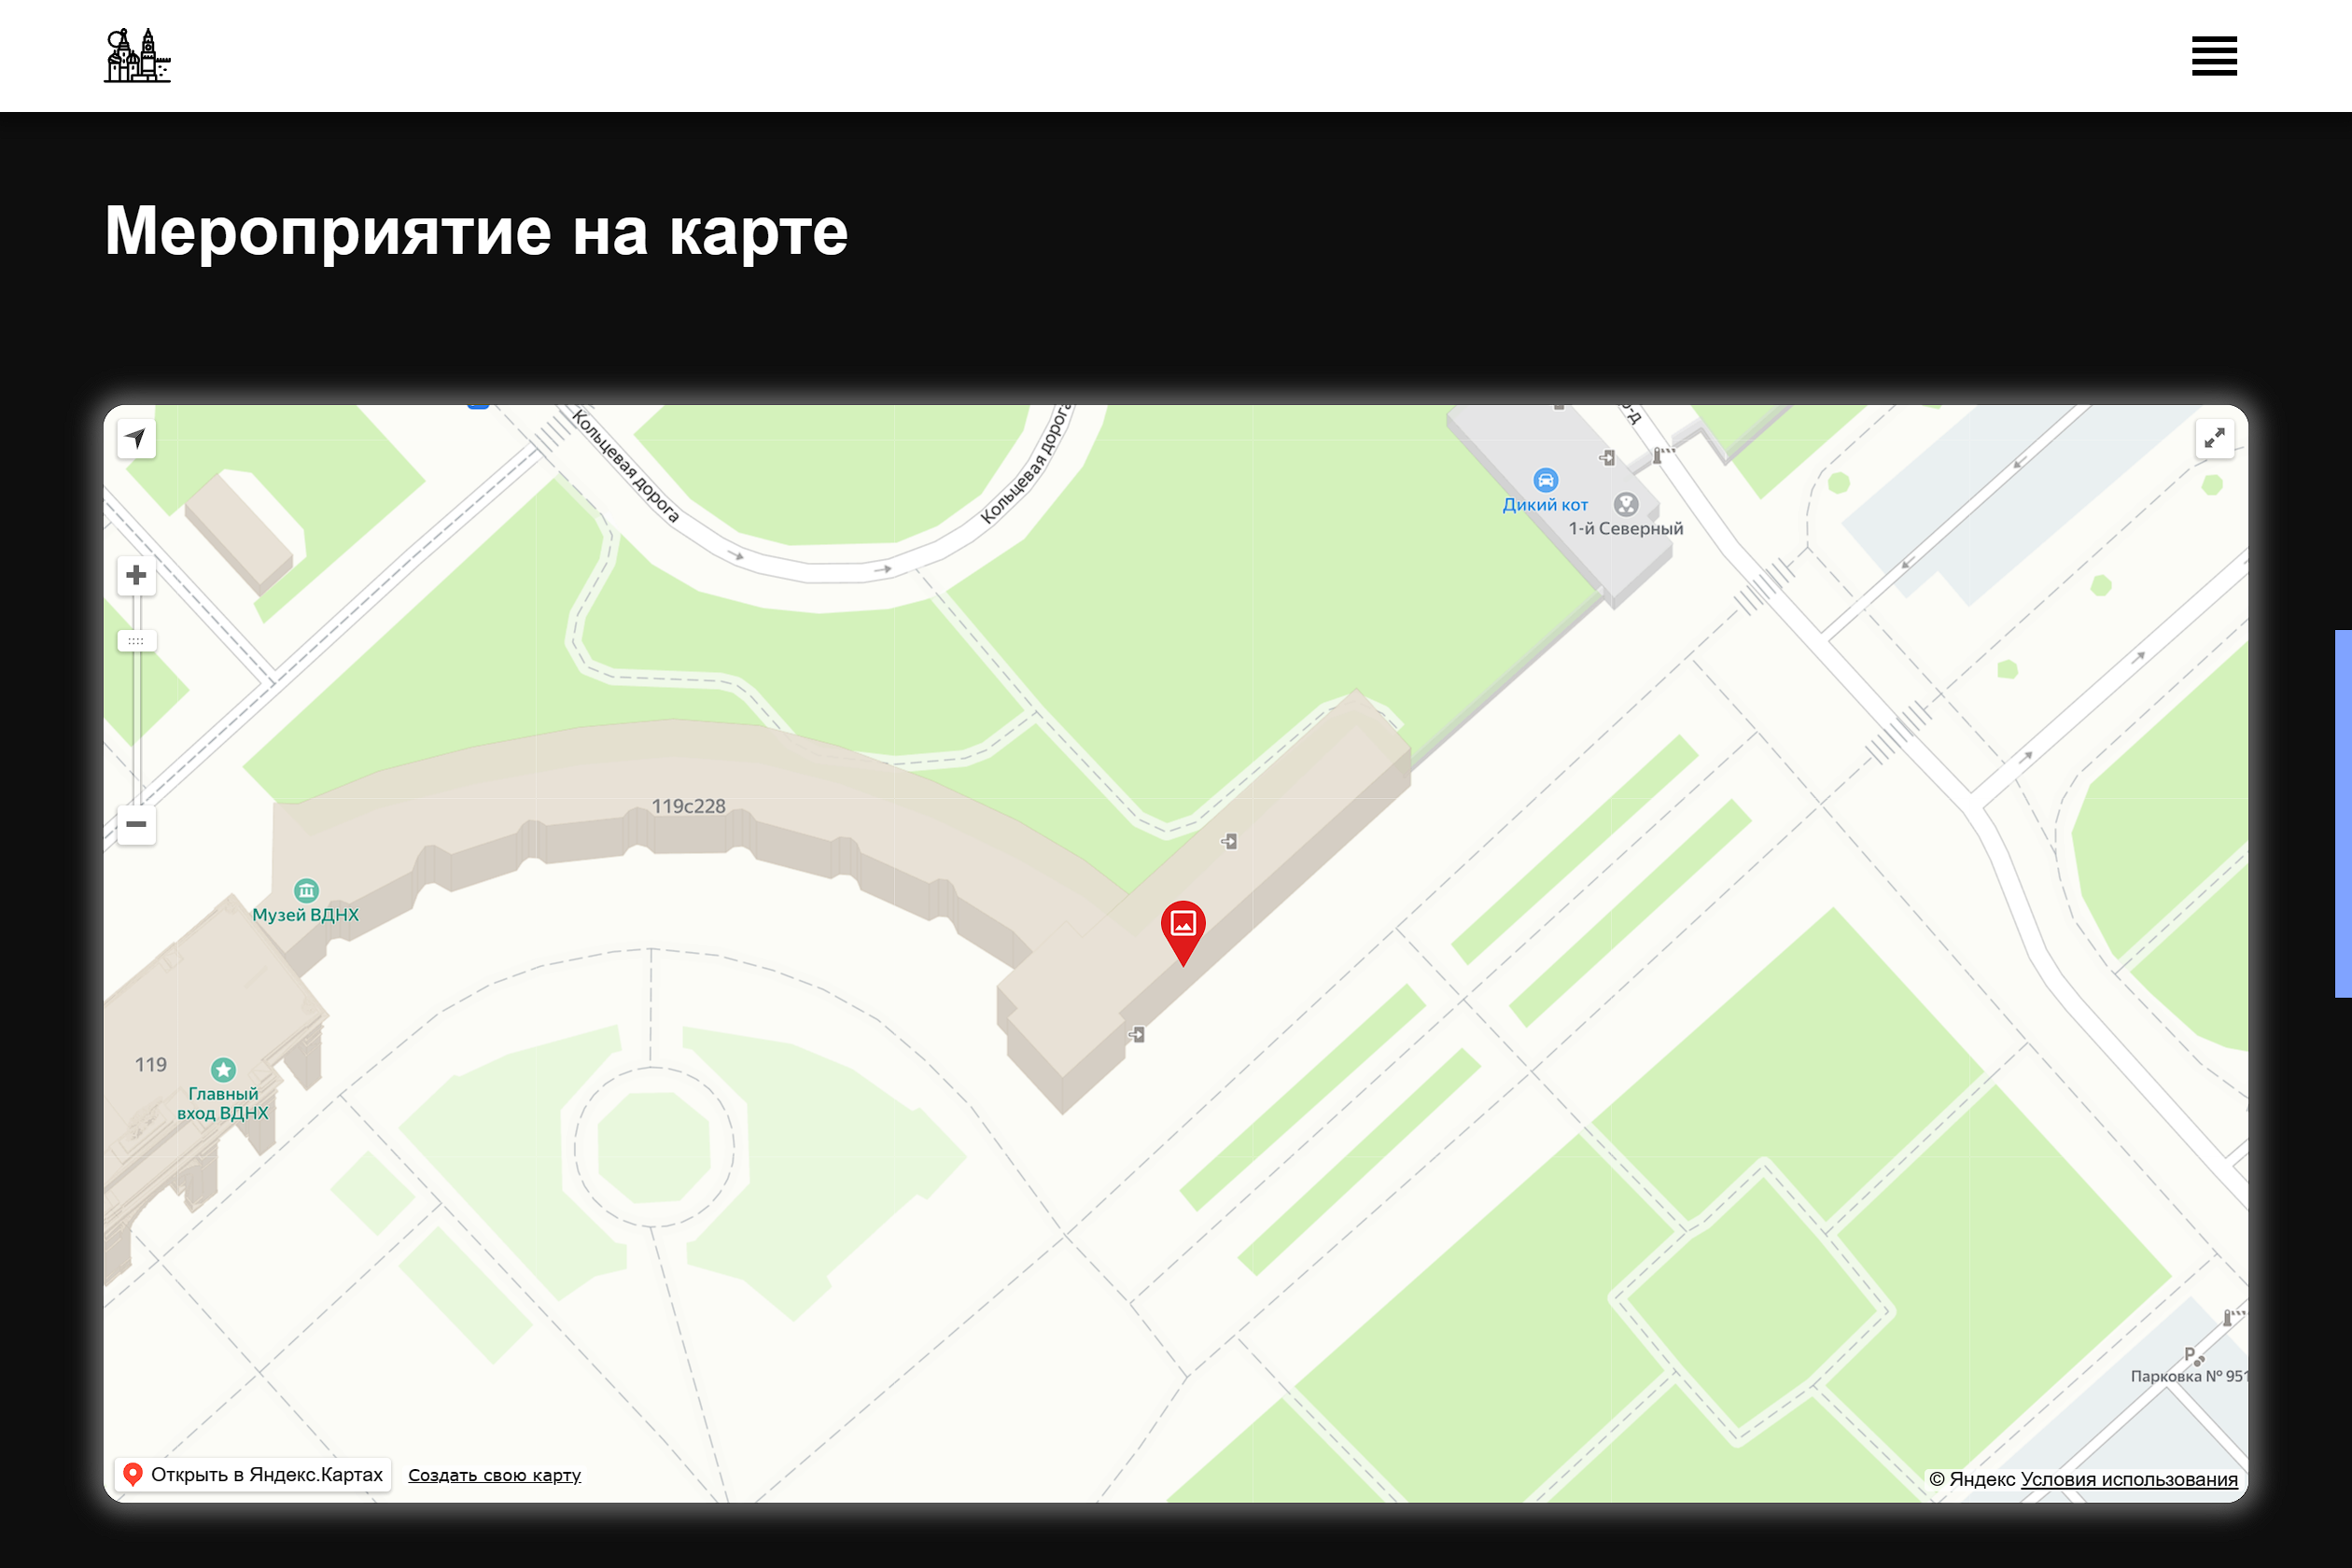 Мероприятие на карте
Кольцевая дорога
Кольцевая дорога
Дикий кот
1-й Северный
119с228
Музей ВДНХ
119
Главный
вход ВДНХ
P
Парковка № 951
Открыть в Яндекс.Картах
Создать свою карту
© Яндекс Условия использования